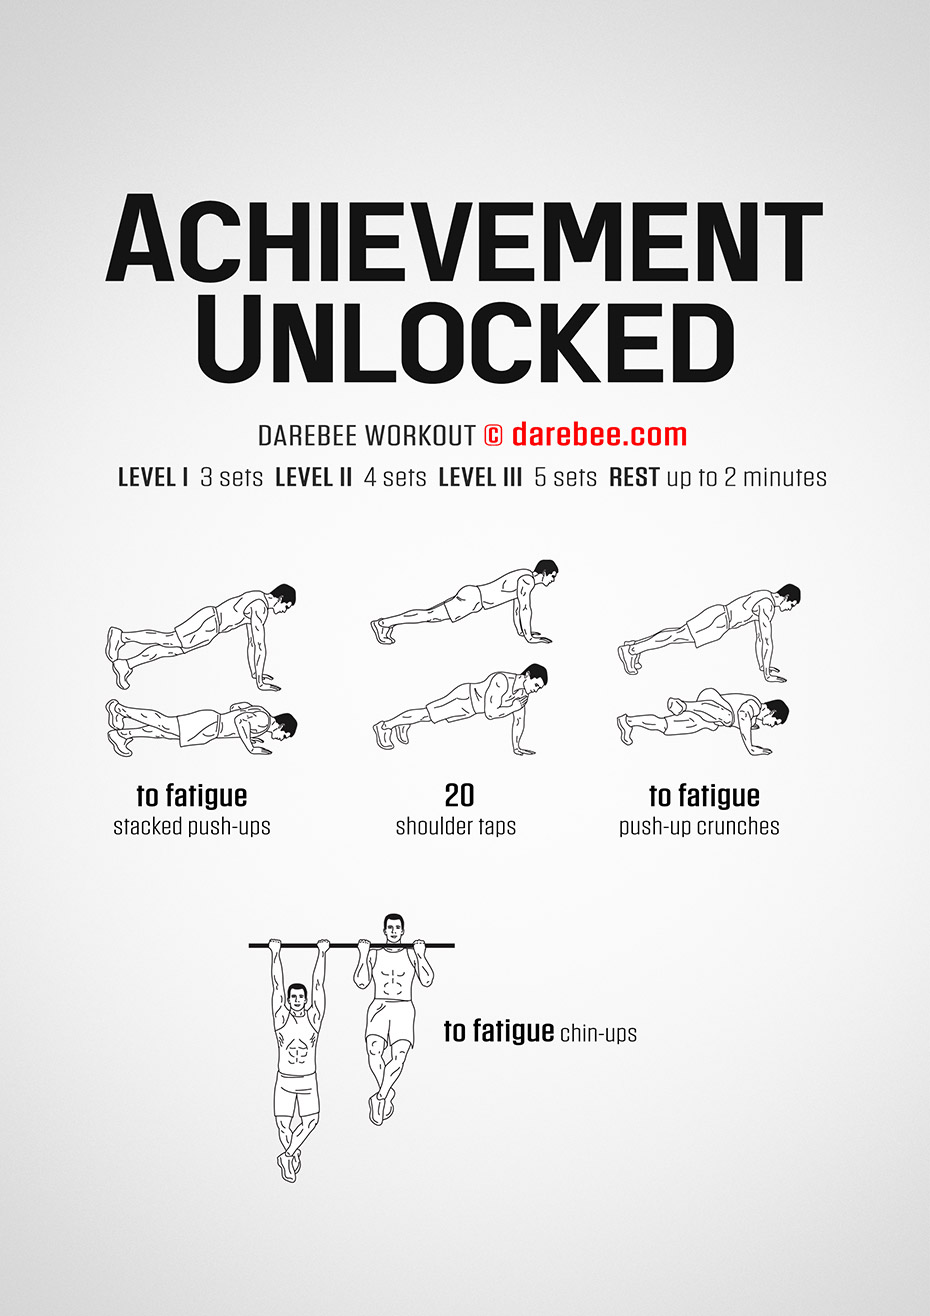 ACHIEVEMENT
UNLOCKED
DAREBEE WORKOUT © darebee.com
LEVEL I 3 sets LEVEL II 4 sets LEVEL III 5 sets REST up to 2 minutes
to fatigue
stacked push-ups
20
shoulder taps
to fatigue
push-up crunches
to fatigue chin-ups